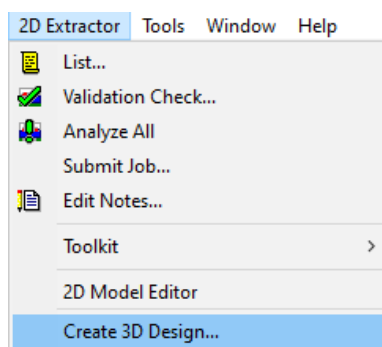 2D Extractor Tools Window Help
List...
Validation Check...
Analyze All
Submit Job...
Edit Notes...
Toolkit
2D Model Editor
Create 3D Design...